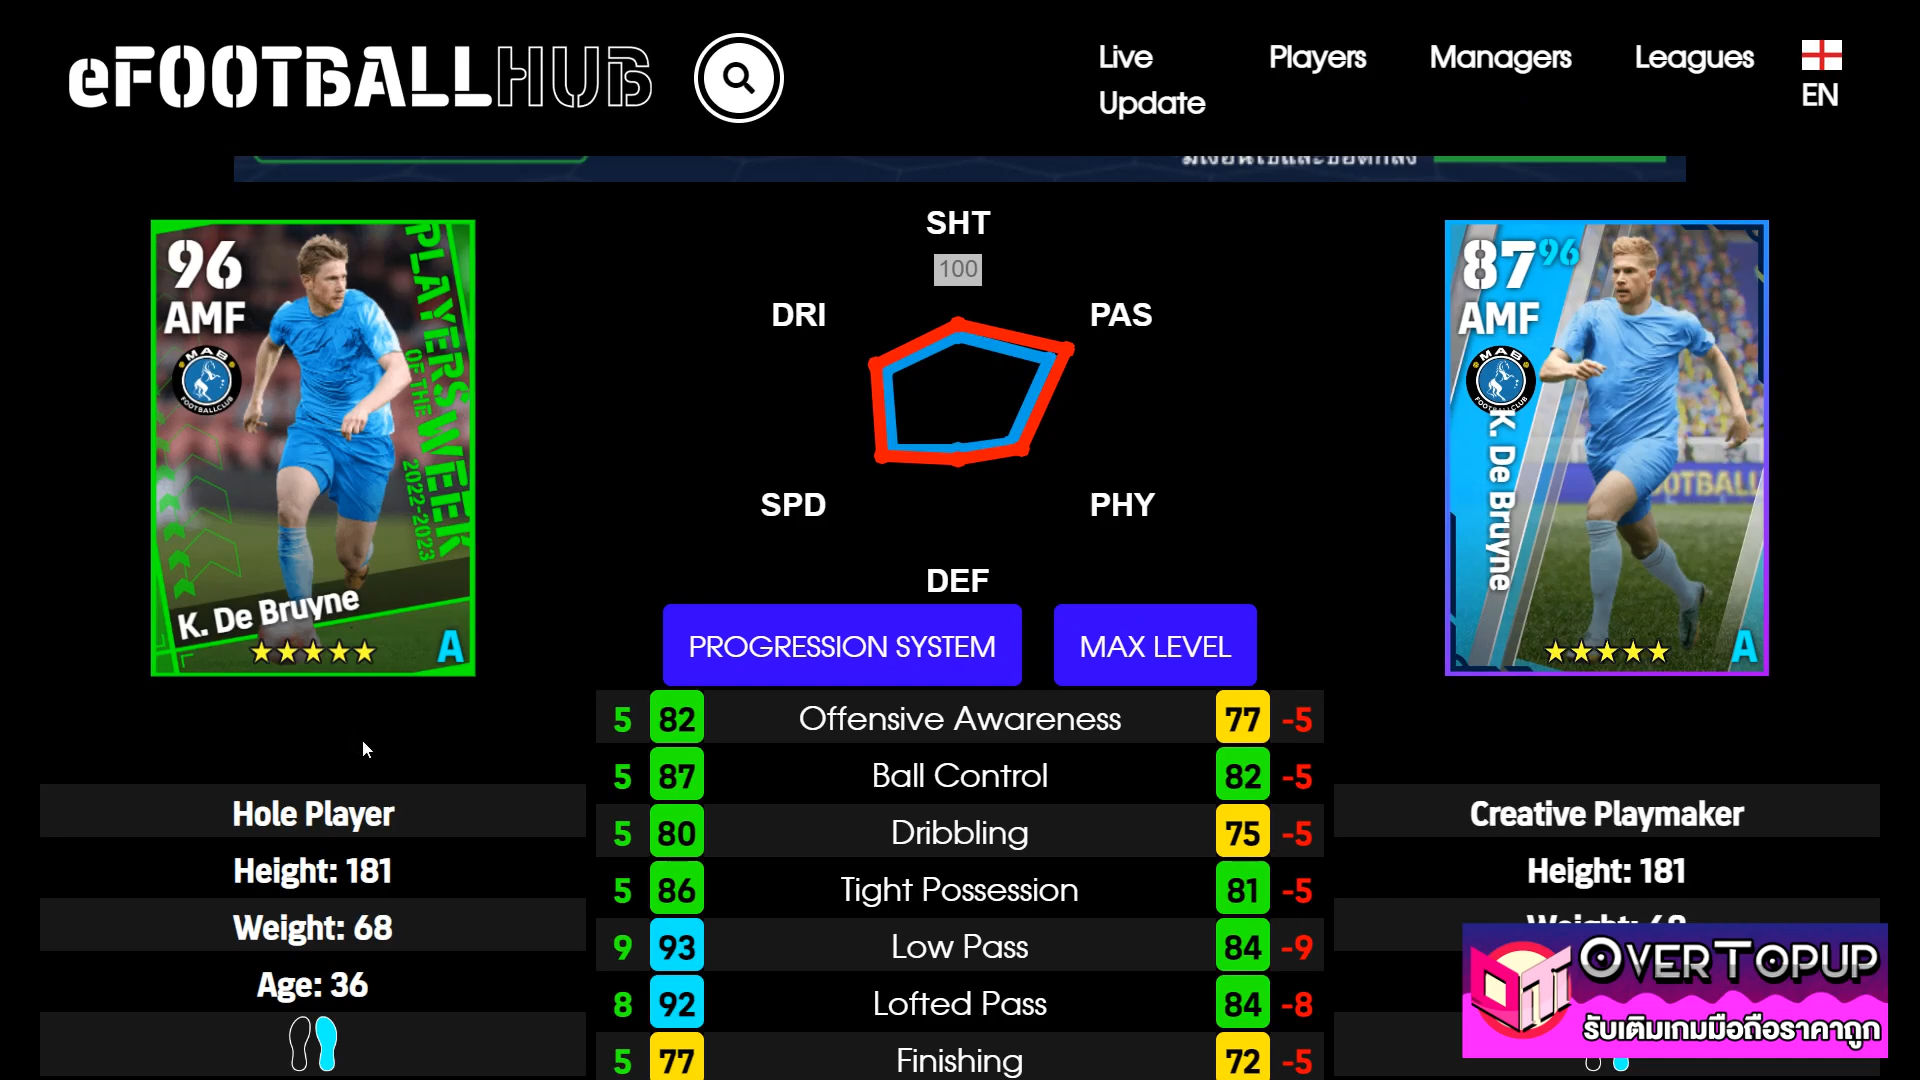 eFOOTBALLHUB
Live Update
Players
Managers
Leagues
EN
96
AMF
MAB
FOOTBALLCLUB
PLAYERS OF THE WEEK
2022-2023
K. De Bruyne
A
SHT
100
DRI
PAS
SPD
PHY
DEF
PROGRESSION SYSTEM
MAX LEVEL
87 96
AMF
MAB
FOOTBALLCLUB
K. De Bruyne
A
5 82 Offensive Awareness 77 -5
5 87 Ball Control 82 -5
5 80 Dribbling 75 -5
5 86 Tight Possession 81 -5
9 93 Low Pass 84 -9
8 92 Lofted Pass 84 -8
5 77 Finishing 72 -5
Hole Player
Height: 181
Weight: 68
Age: 36
Creative Playmaker
Height: 181
OVERTOPUP
รับเติมเกมมือถือราคาถูก